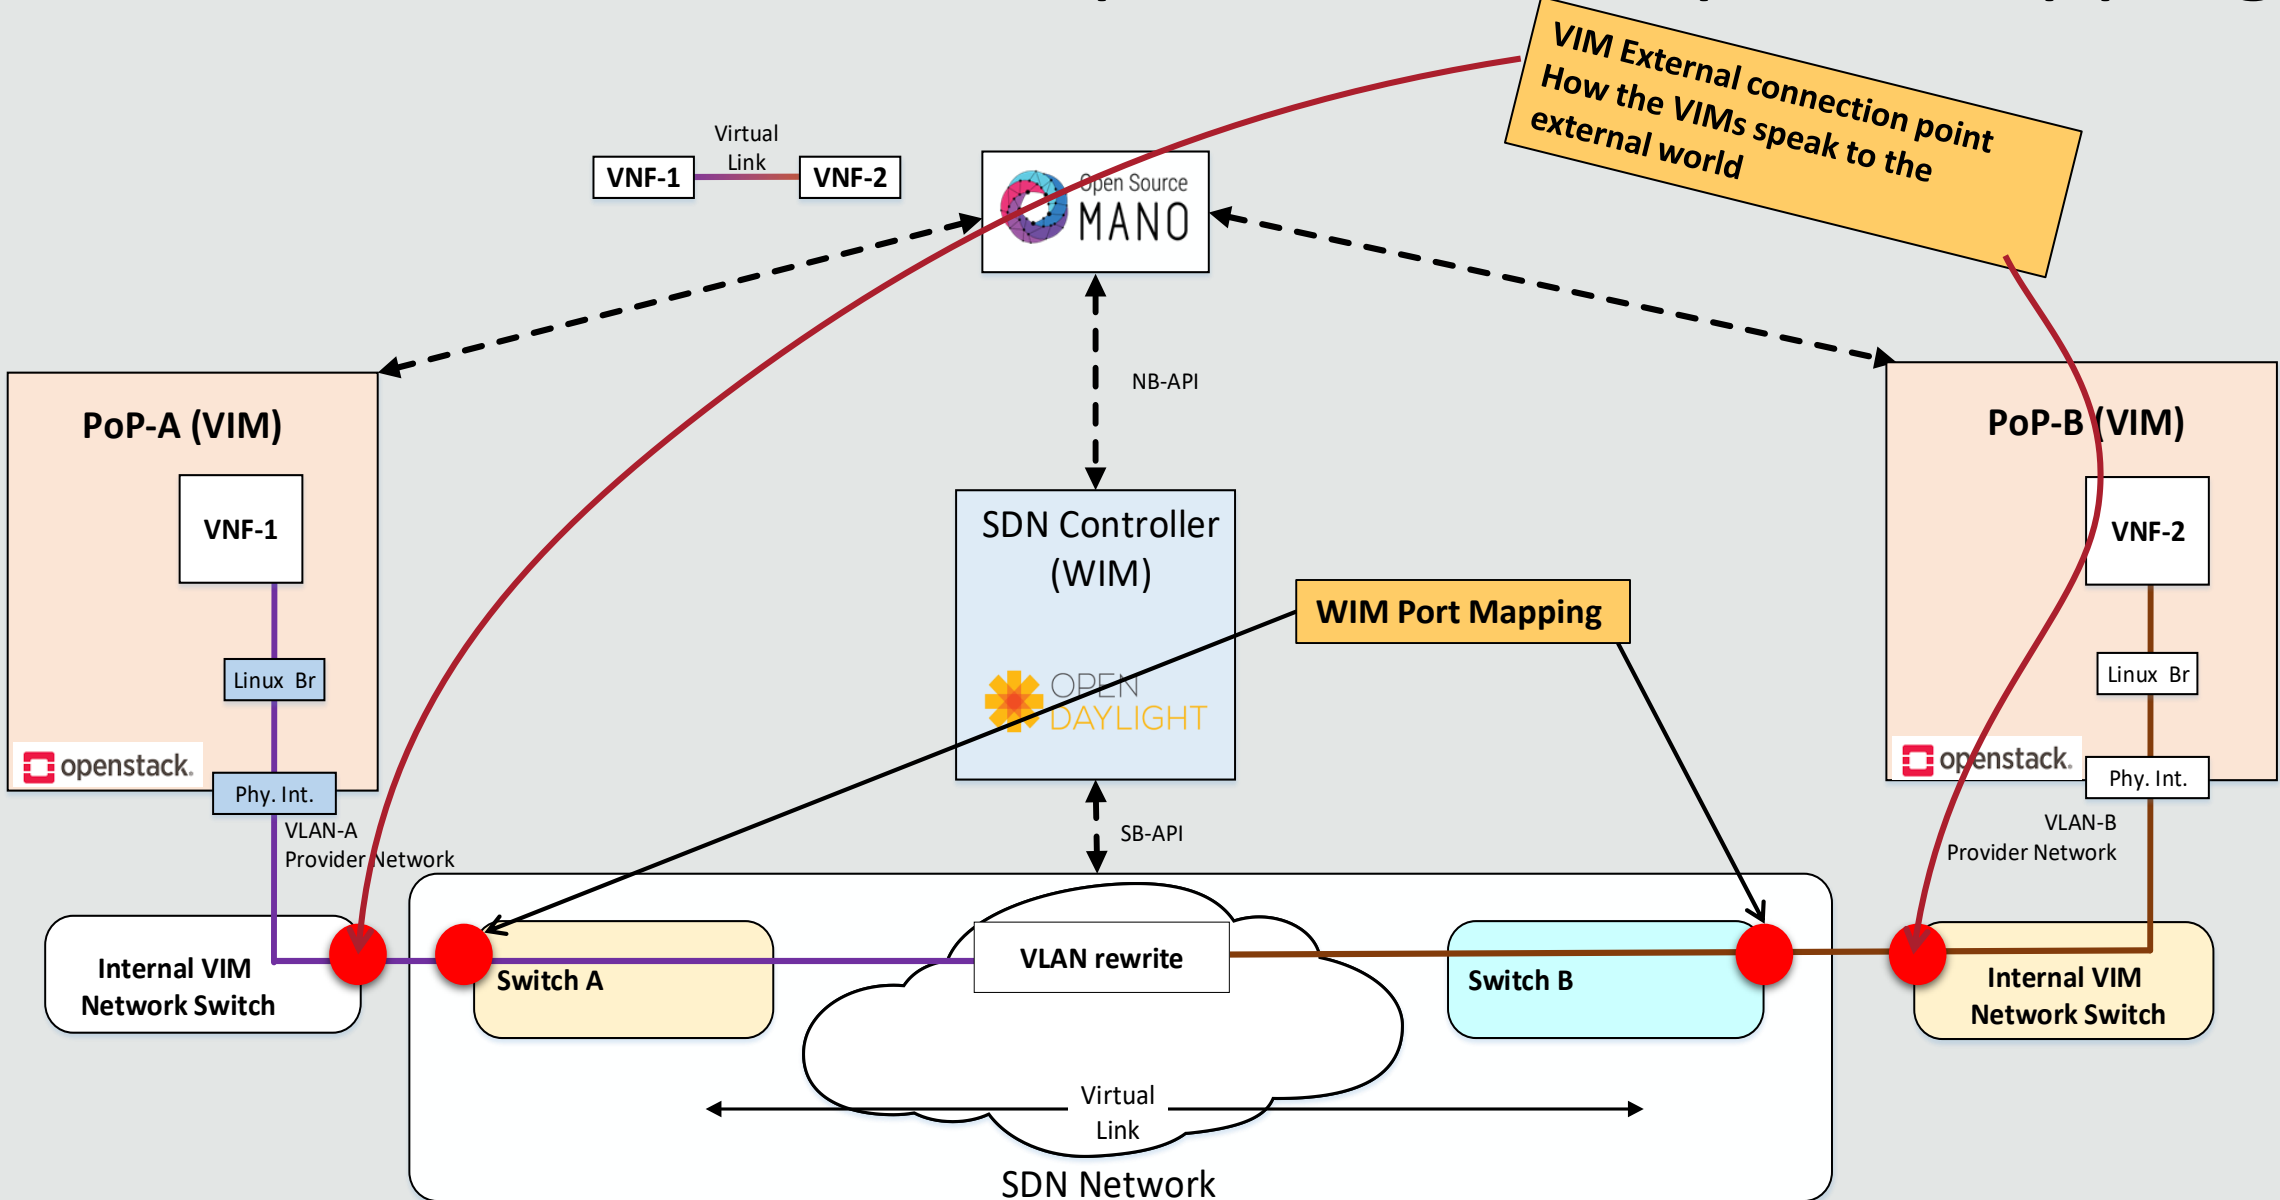 VIM External connection point
How the VIMs speak to the
external world
Virtual
Link
VNF-1
VNF-2
Open Source
MANO
NB-API
PoP-A (VIM)
VNF-1
Linux Br
openstack.
Phy. Int.
VLAN-A
Provider Network
SDN Controller
(WIM)
OPEN
DAYLIGHT
WIM Port Mapping
SB-API
PoP-B (VIM)
VNF-2
Linux Br
openstack.
Phy. Int.
VLAN-B
Provider Network
Internal VIM
Network Switch
Switch A
VLAN rewrite
Switch B
Internal VIM
Network Switch
Virtual
Link
SDN Network